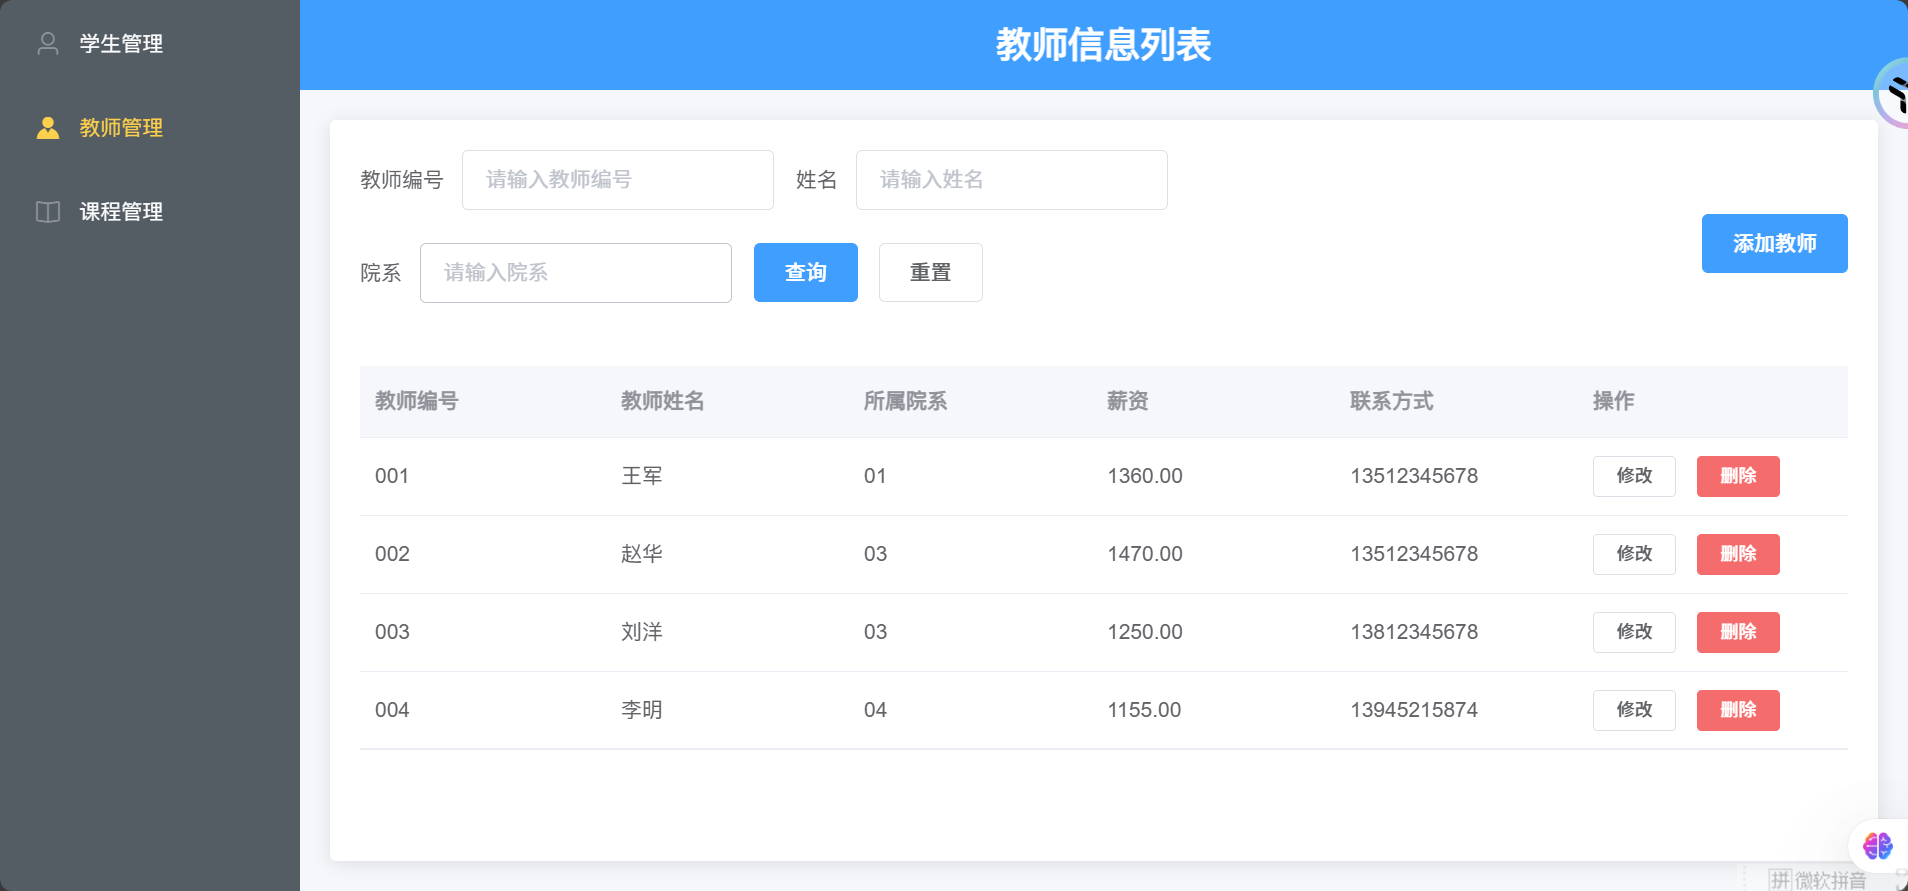 学生管理
教师管理
课程管理
教师信息列表
教师编号 请输入教师编号 姓名 请输入姓名
院系 请输入院系 查询 重置
添加教师
教师编号 教师姓名 所属院系 薪资 联系方式 操作
001 王军 01 1360.00 13512345678 修改 删除
002 赵华 03 1470.00 13512345678 修改 删除
003 刘洋 03 1250.00 13812345678 修改 删除
004 李明 04 1155.00 13945215874 修改 删除
拼 微软拼音